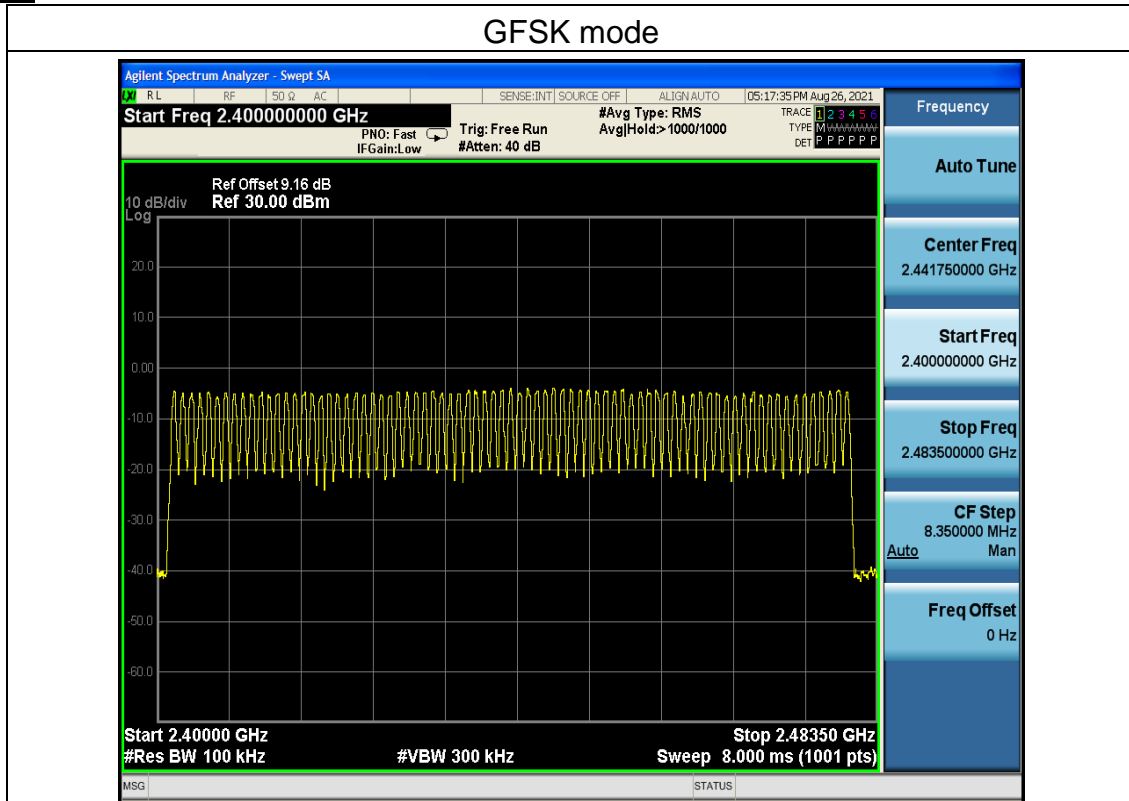 GFSK mode
Agilent Spectrum Analyzer - Swept SA
LXI RL RF 50 Ω AC SENSE:INT SOURCE OFF ALIGN AUTO 05:17:35 PM Aug 26, 2021
Start Freq 2.400000000 GHz
PNO: Fast
IFGain:Low
Trig: Free Run
#Atten: 40 dB
#Avg Type: RMS
Avg|Hold:>1000/1000
TRACE 1 2 3 4 5 6
TYPE M
DET P P P P P P
Ref Offset 9.16 dB
10 dB/div Ref 30.00 dBm
Log
20.0
10.0
0.00
-10.0
-20.0
-30.0
-40.0
-50.0
-60.0
Start 2.40000 GHz Stop 2.48350 GHz
#Res BW 100 kHz #VBW 300 kHz Sweep 8.000 ms (1001 pts)
MSG STATUS
Frequency
Auto Tune
Center Freq
2.441750000 GHz
Start Freq
2.400000000 GHz
Stop Freq
2.483500000 GHz
CF Step
8.350000 MHz
Auto Man
Freq Offset
0 Hz